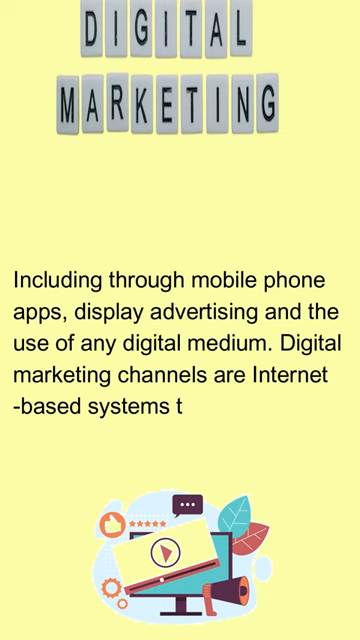 DIGITAL
MARKETING
Including through mobile phone
apps, display advertising and the
use of any digital medium. Digital
marketing channels are Internet
-based systems t